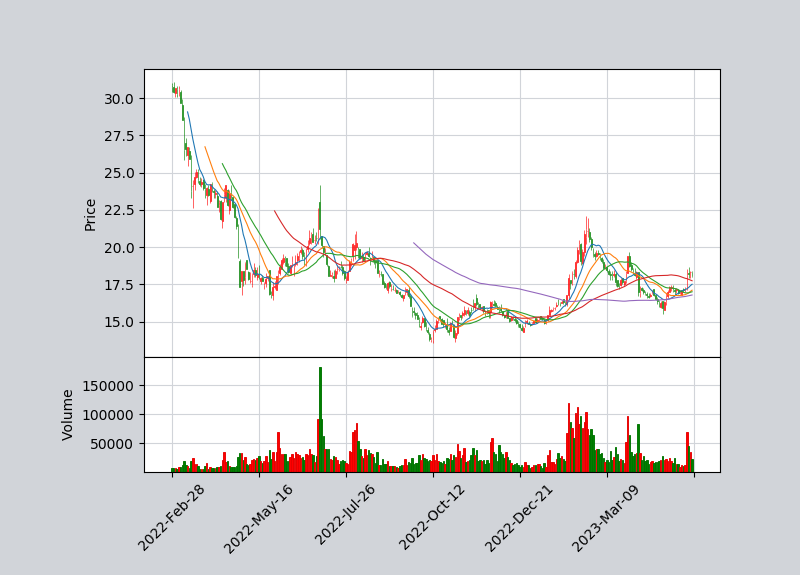 30.0
27.5
25.0
22.5
20.0
17.5
15.0
Price
150000
100000
50000
Volume
2022-Feb-28
2022-May-16
2022-Jul-26
2022-Oct-12
2022-Dec-21
2023-Mar-09